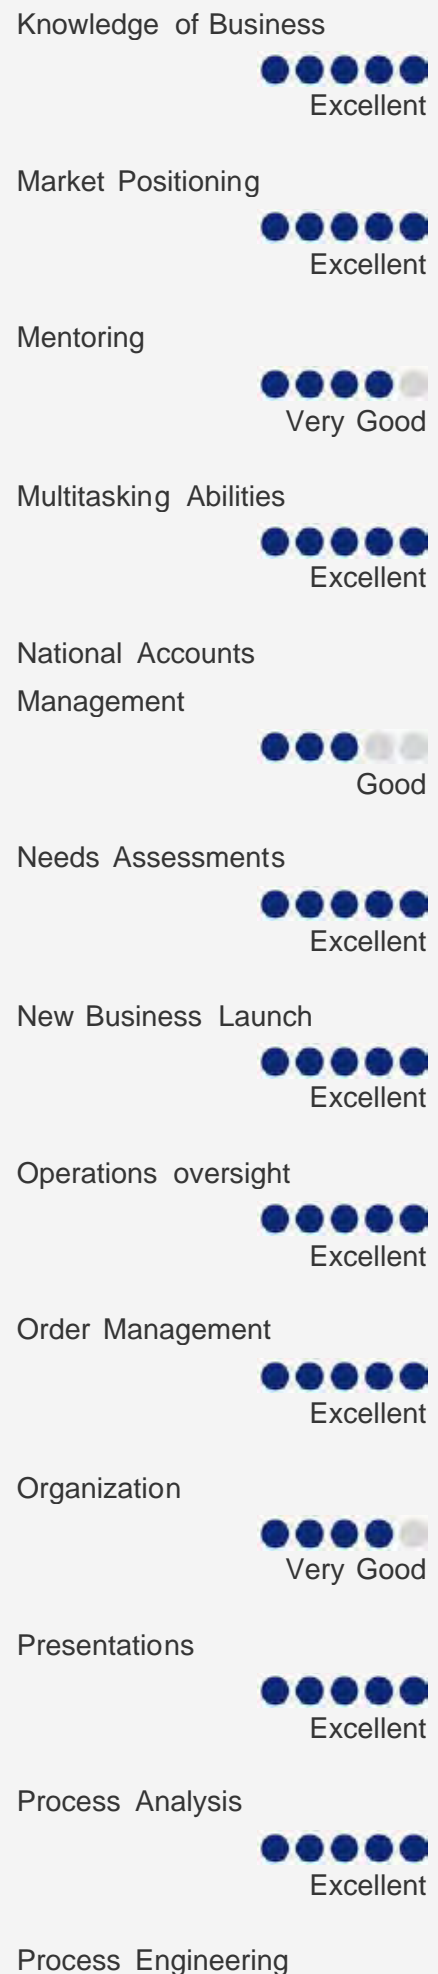 Knowledge of Business
Excellent
Market Positioning
Excellent
Mentoring
Very Good
Multitasking Abilities
Excellent
National Accounts
Management
Good
Needs Assessments
Excellent
New Business Launch
Excellent
Operations oversight
Excellent
Order Management
Excellent
Organization
Very Good
Presentations
Excellent
Process Analysis
Excellent
Process Engineering